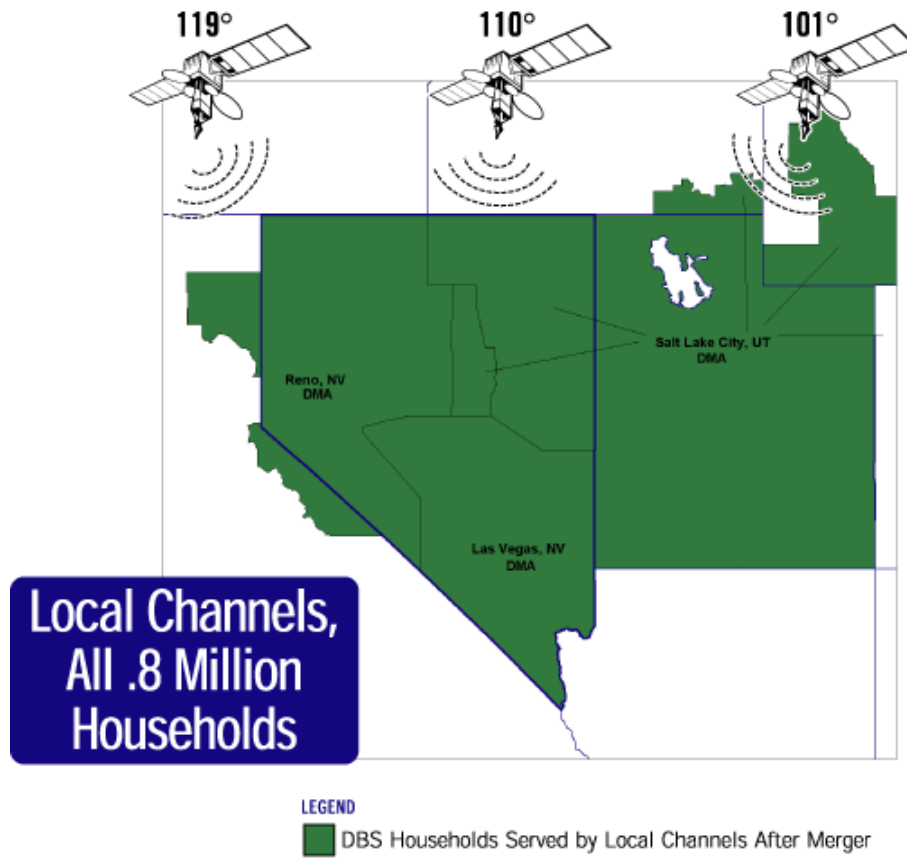 119°
110°
101°
Salt Lake City, UT
DMA
Reno, NV
DMA
Las Vegas, NV
DMA
Local Channels,
All .8 Million
Households
LEGEND
DBS Households Served by Local Channels After Merger